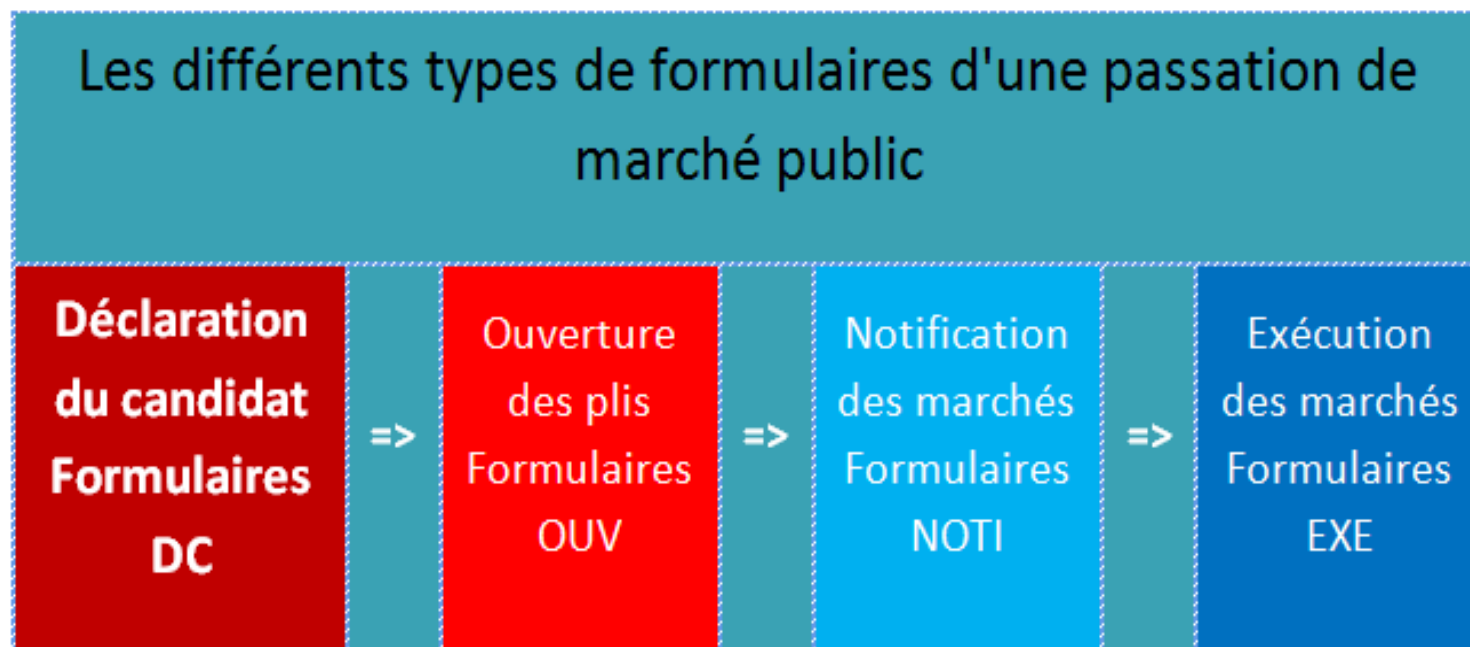 Les différents types de formulaires d'une passation de
marché public
Déclaration
du candidat
Formulaires
DC
=>
Ouverture
des plis
Formulaires
OUV
=>
Notification
des marchés
Formulaires
NOTI
=>
Exécution
des marchés
Formulaires
EXE